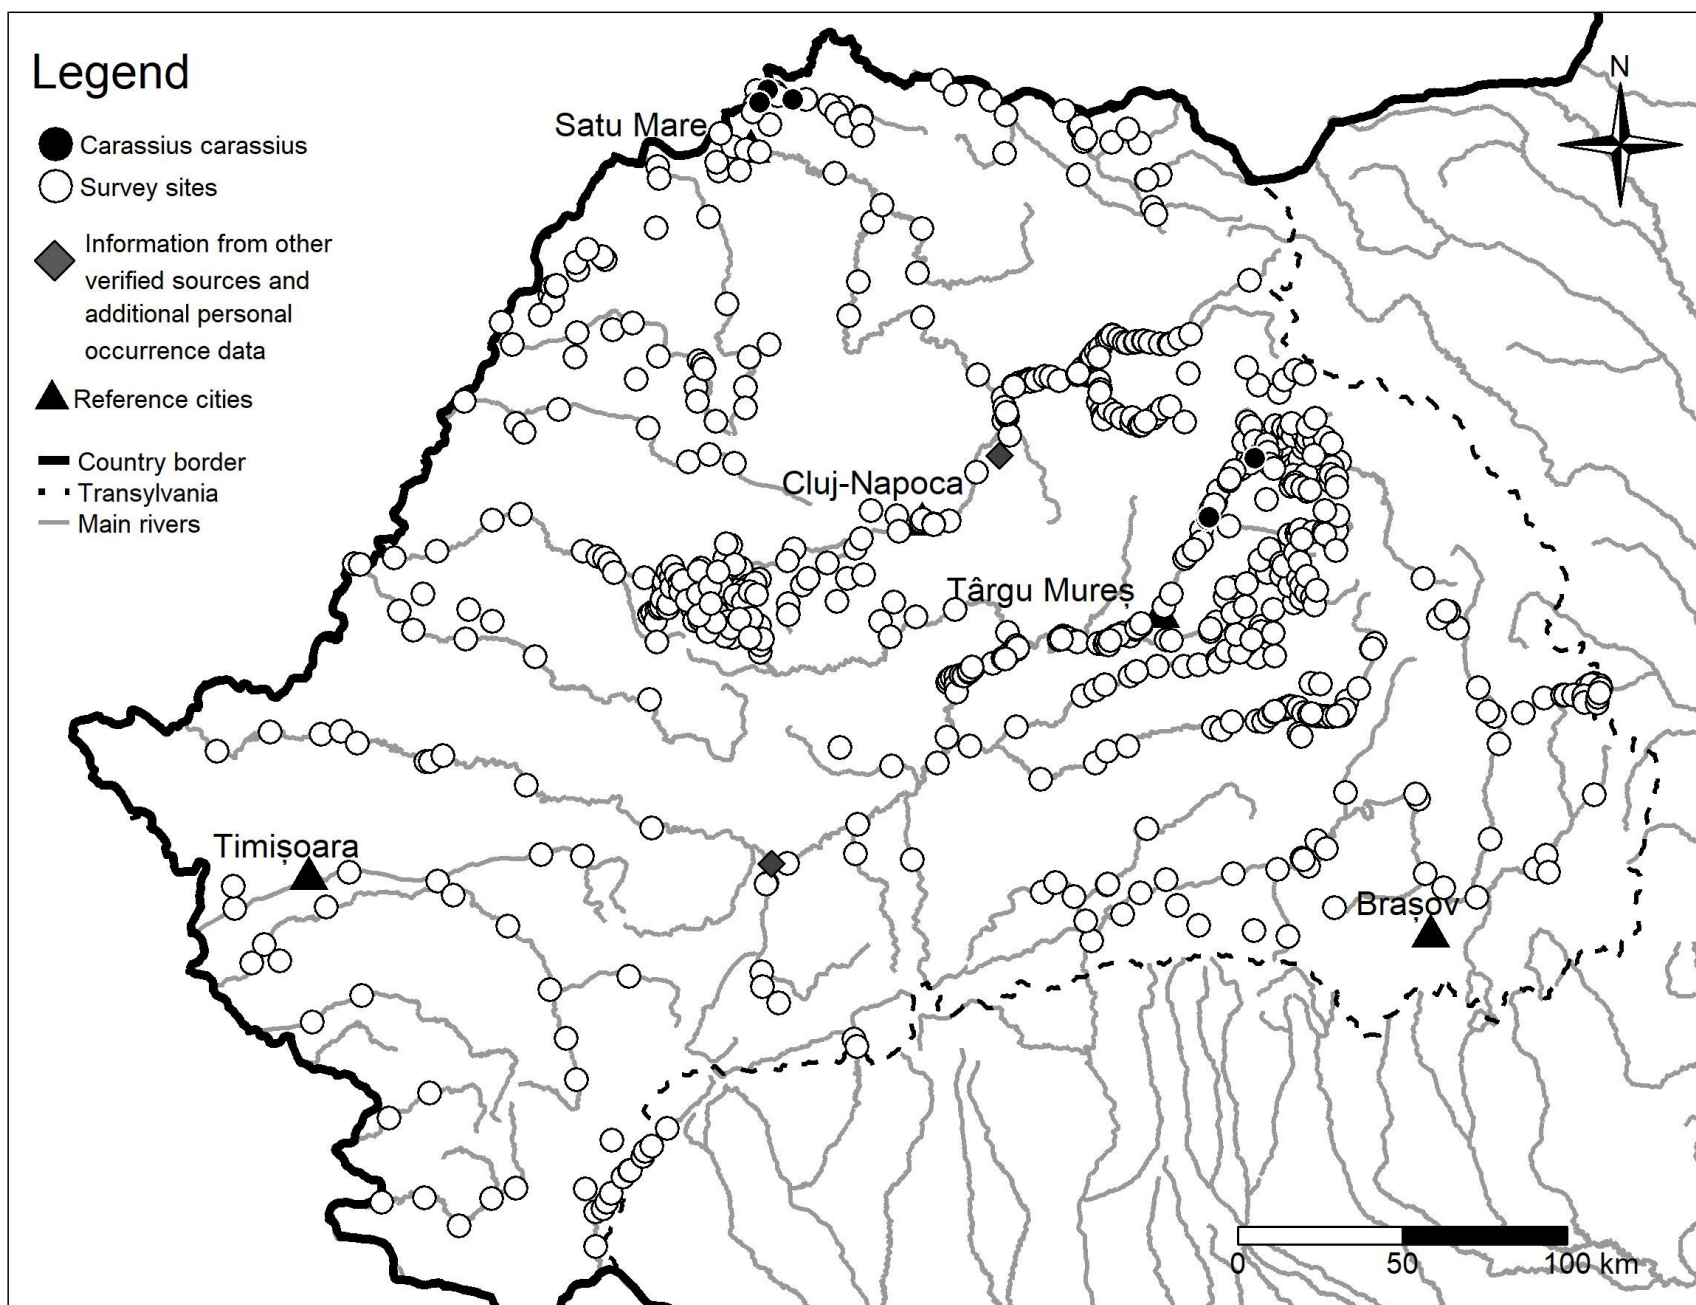 Legend
Carassius carassius
Survey sites
Information from other
verified sources and
additional personal
occurrence data
Reference cities
Country border
Transylvania
Main rivers
N
Satu Mare
Cluj-Napoca
Târgu Mureș
Timișoara
Brașov
0 50 100 km